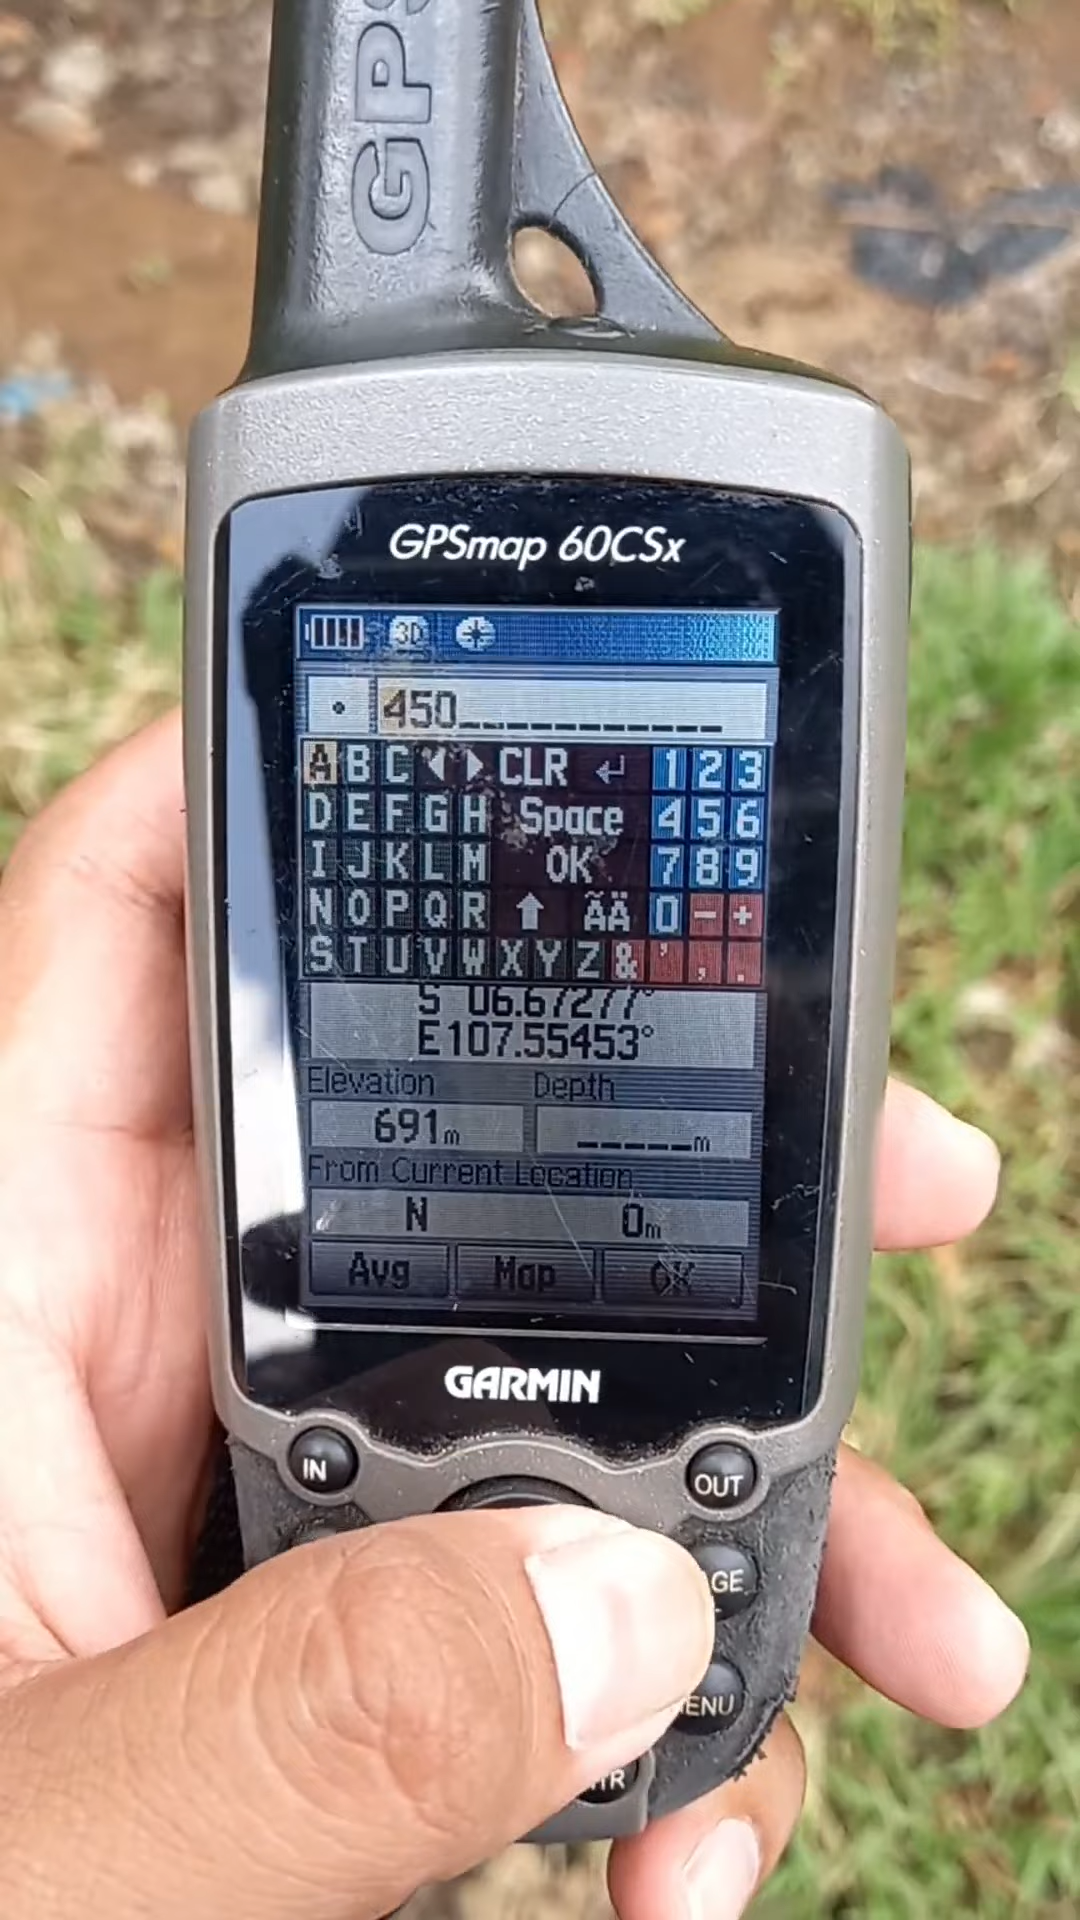 GPS
GPSmap 60CSx
3D
450
A B C CLR 1 2 3
D E F G H Space 4 5 6
I J K L M OK 7 8 9
N O P Q R ÃÄ 0 - +
S T U V W X Y Z & ' , .
S 06.67277°
E107.55453°
Elevation Depth
691m _____m
From Current Location
N 0m
Avg Map OK
GARMIN
IN OUT